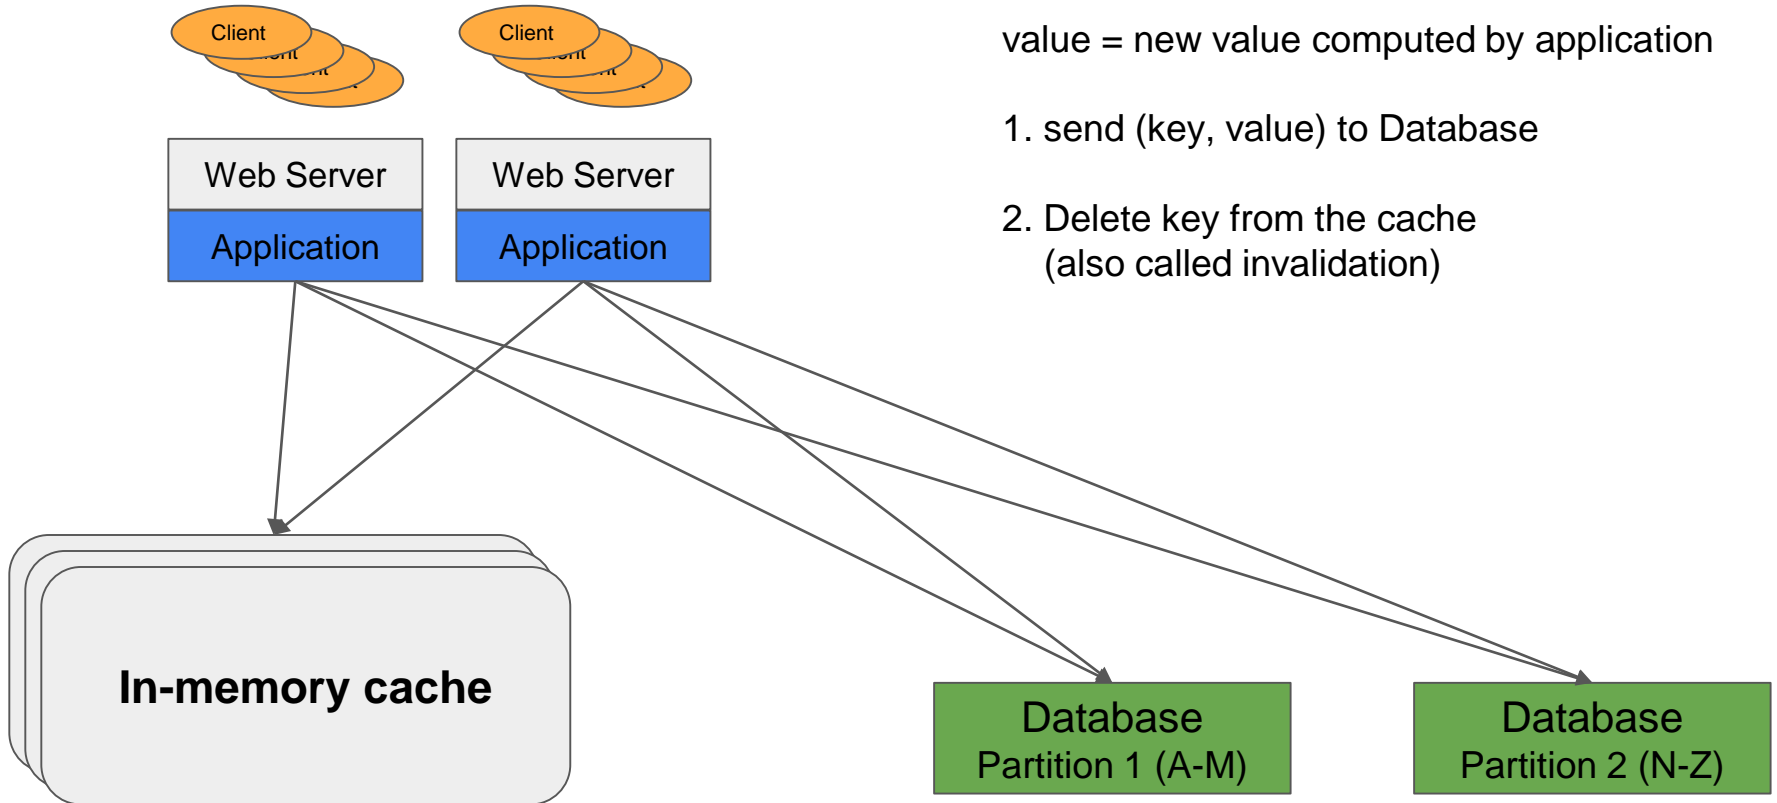 Client
Client
value = new value computed by application
Web Server
Web Server
1. send (key, value) to Database
Application
Application
2. Delete key from the cache
(also called invalidation)
In-memory cache
Database
Partition 1 (A-M)
Database
Partition 2 (N-Z)